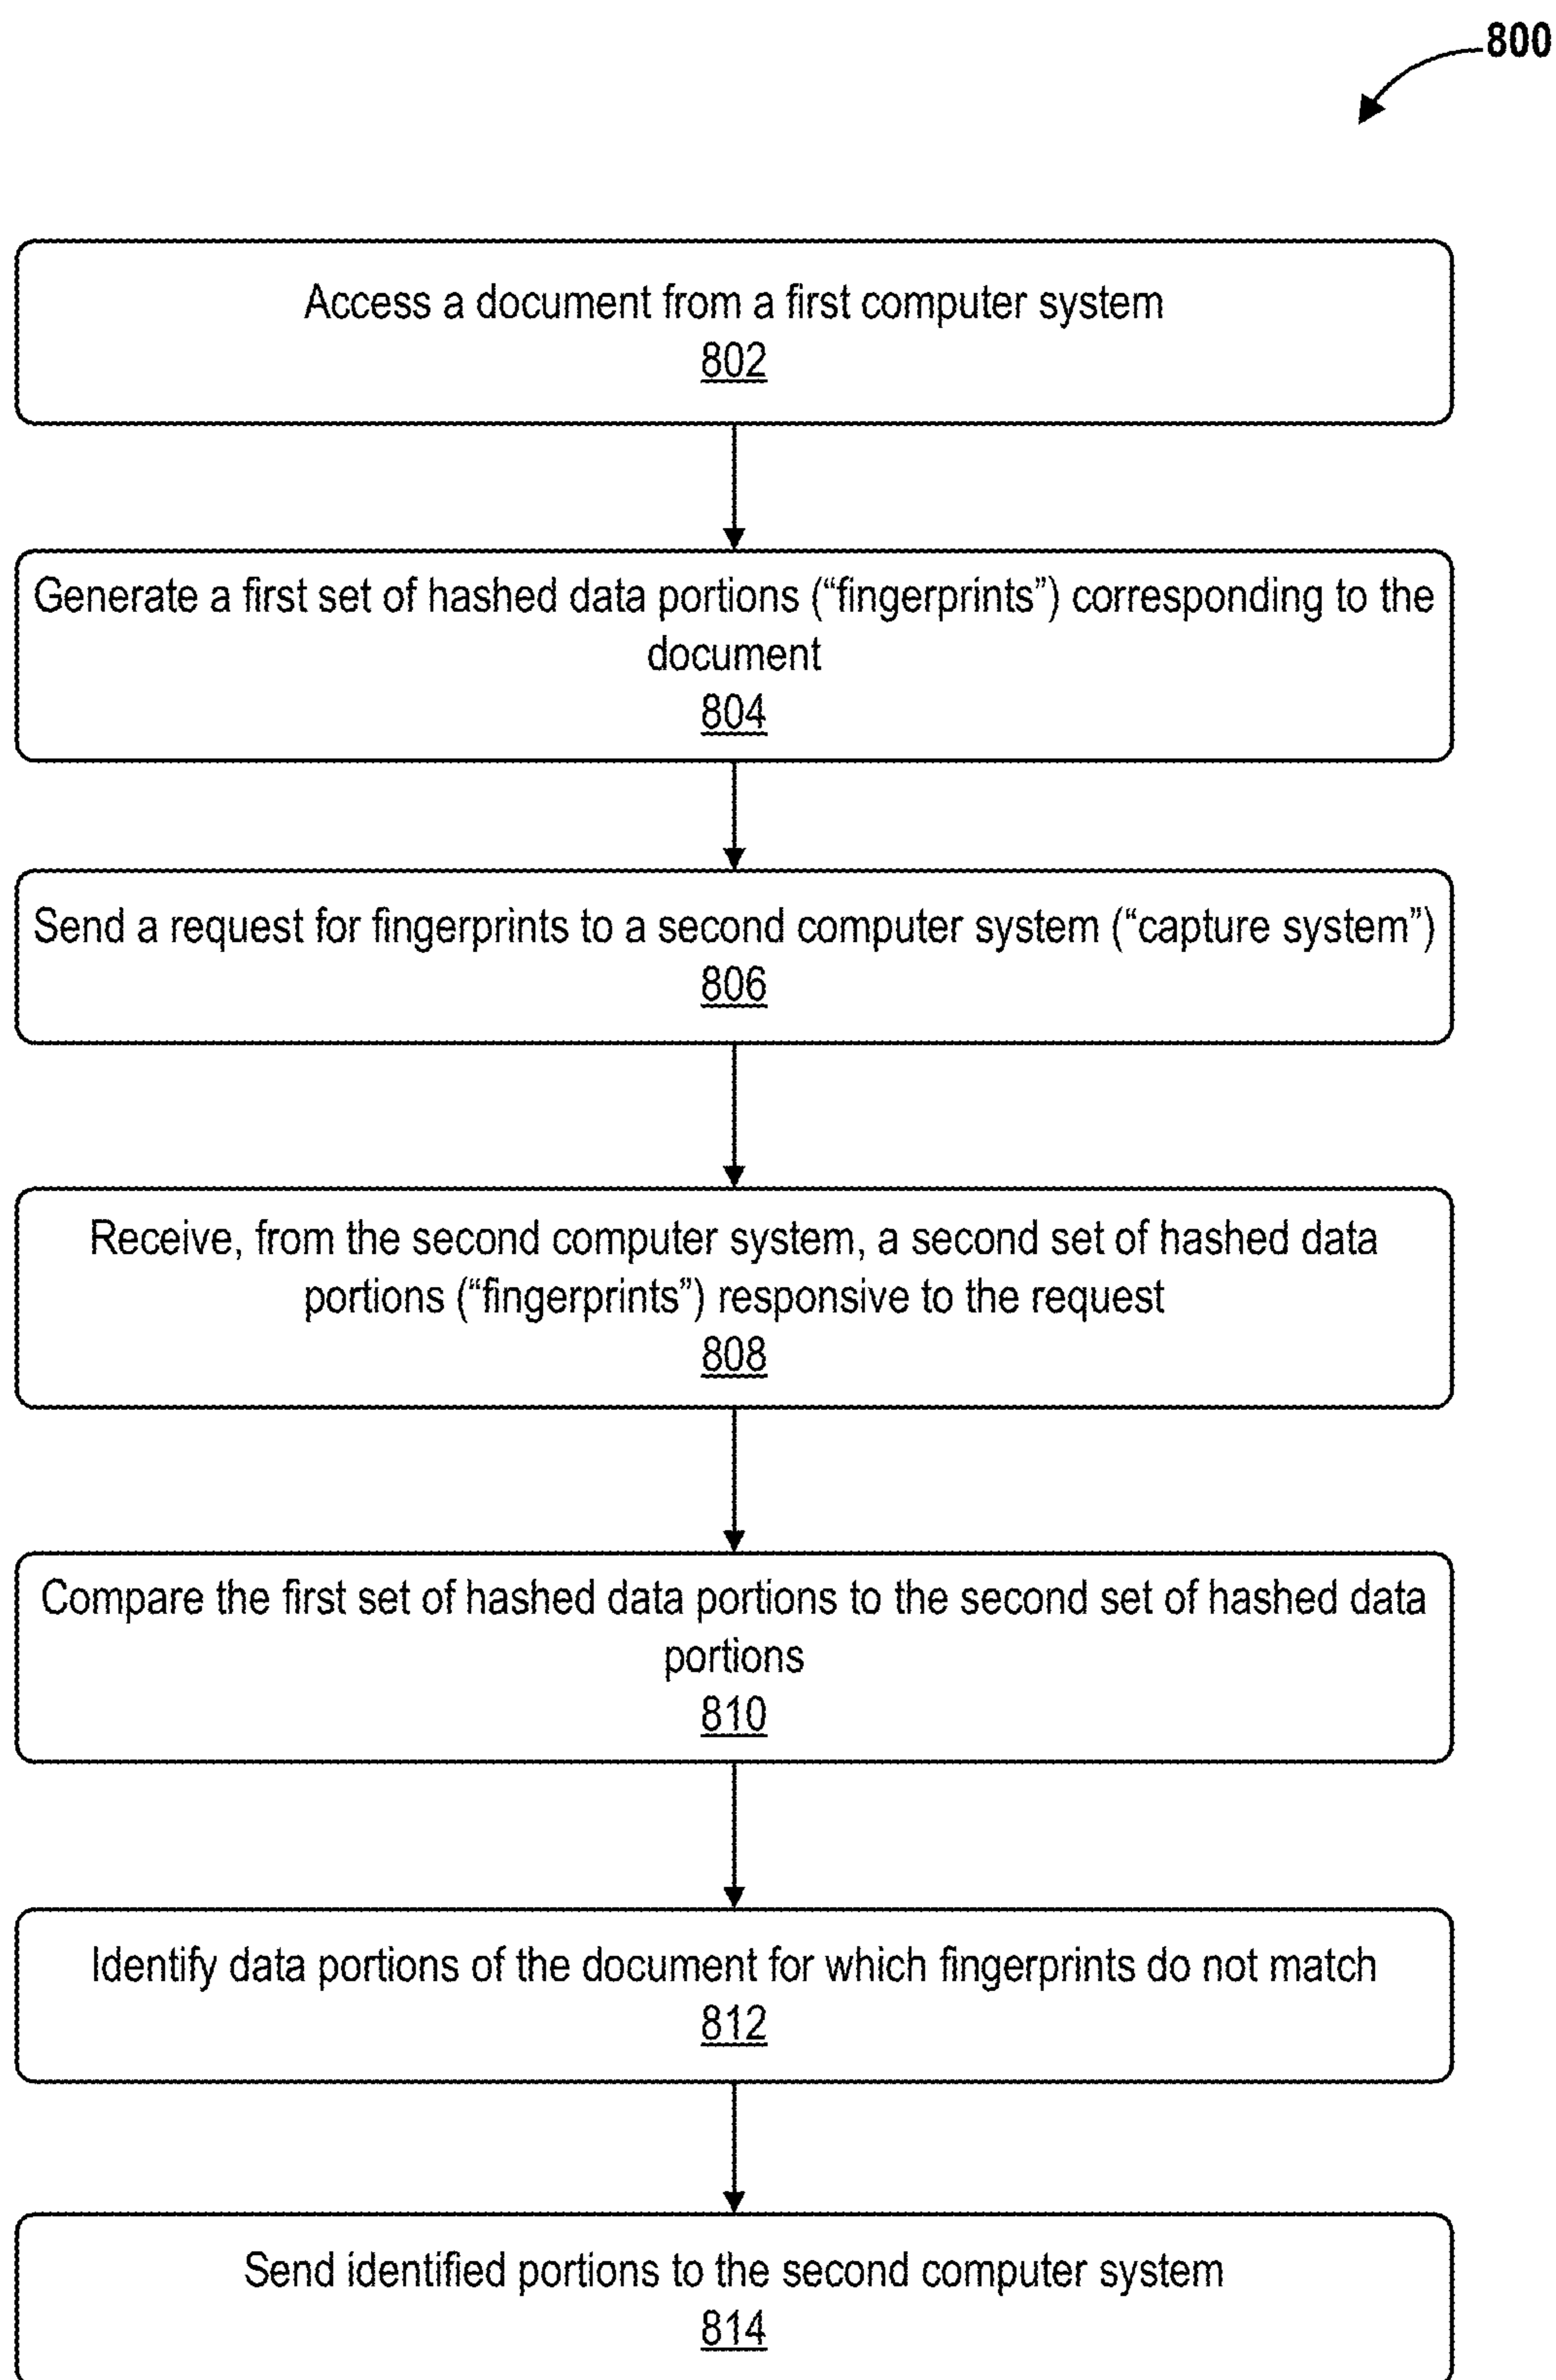 800
Access a document from a first computer system
802
Generate a first set of hashed data portions (“fingerprints”) corresponding to the
document
804
Send a request for fingerprints to a second computer system (“capture system”)
806
Receive, from the second computer system, a second set of hashed data
portions (“fingerprints”) responsive to the request
808
Compare the first set of hashed data portions to the second set of hashed data
portions
810
Identify data portions of the document for which fingerprints do not match
812
Send identified portions to the second computer system
814